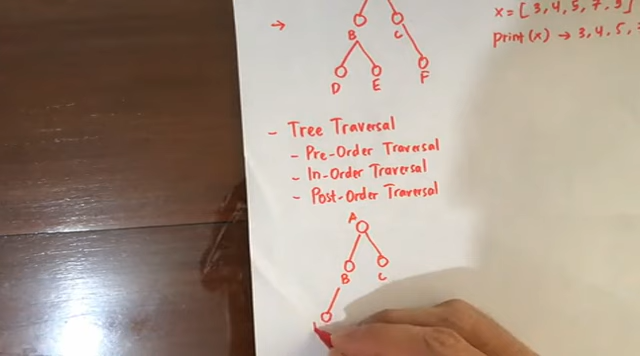 x = [ 3, 4, 5, 7, 9 ]
print (x) → 3, 4, 5,
→
B C
D E F
- Tree Traversal
- Pre-Order Traversal
- In-Order Traversal
- Post-Order Traversal
A
B C